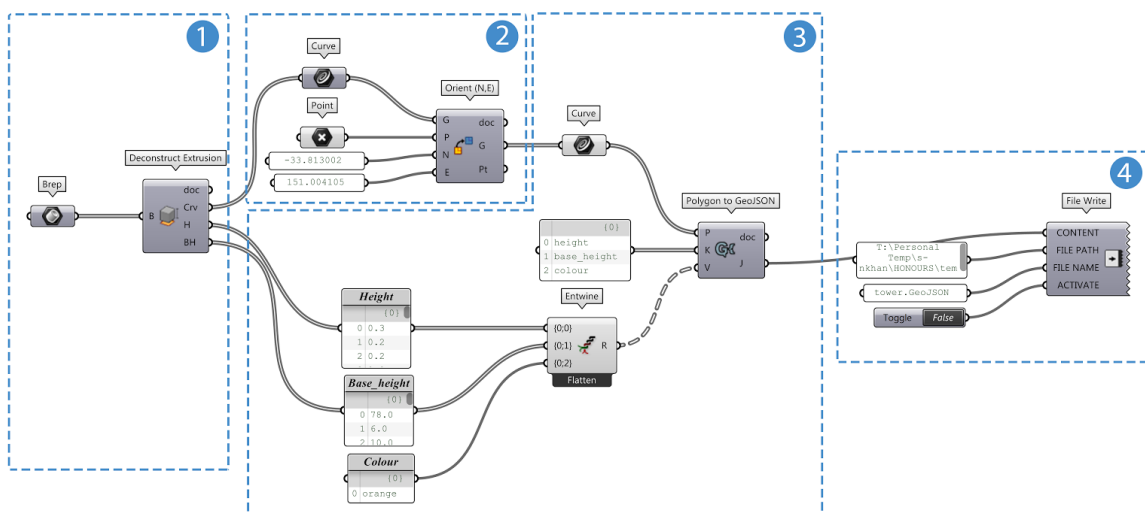 1
Brep
Deconstruct Extrusion
B
doc
Crv
H
BH
2
Curve
Point
-33.813002
151.004105
Orient (N,E)
G
P
N
E
doc
G
Pt
3
Curve
{0}
0 height
1 base_height
2 colour
Polygon to GeoJSON
P
K
V
doc
J
Height
{0}
0 0.3
1 0.2
2 0.2
Base_height
{0}
0 78.0
1 6.0
2 10.0
Colour
{0}
0 orange
Entwine
{0;0}
{0;1}
{0;2}
R
Flatten
4
File Write
T:\Personal
Temp\s-
nkhan\HONOURS\tem
tower.GeoJSON
Toggle False
CONTENT
FILE PATH
FILE NAME
ACTIVATE